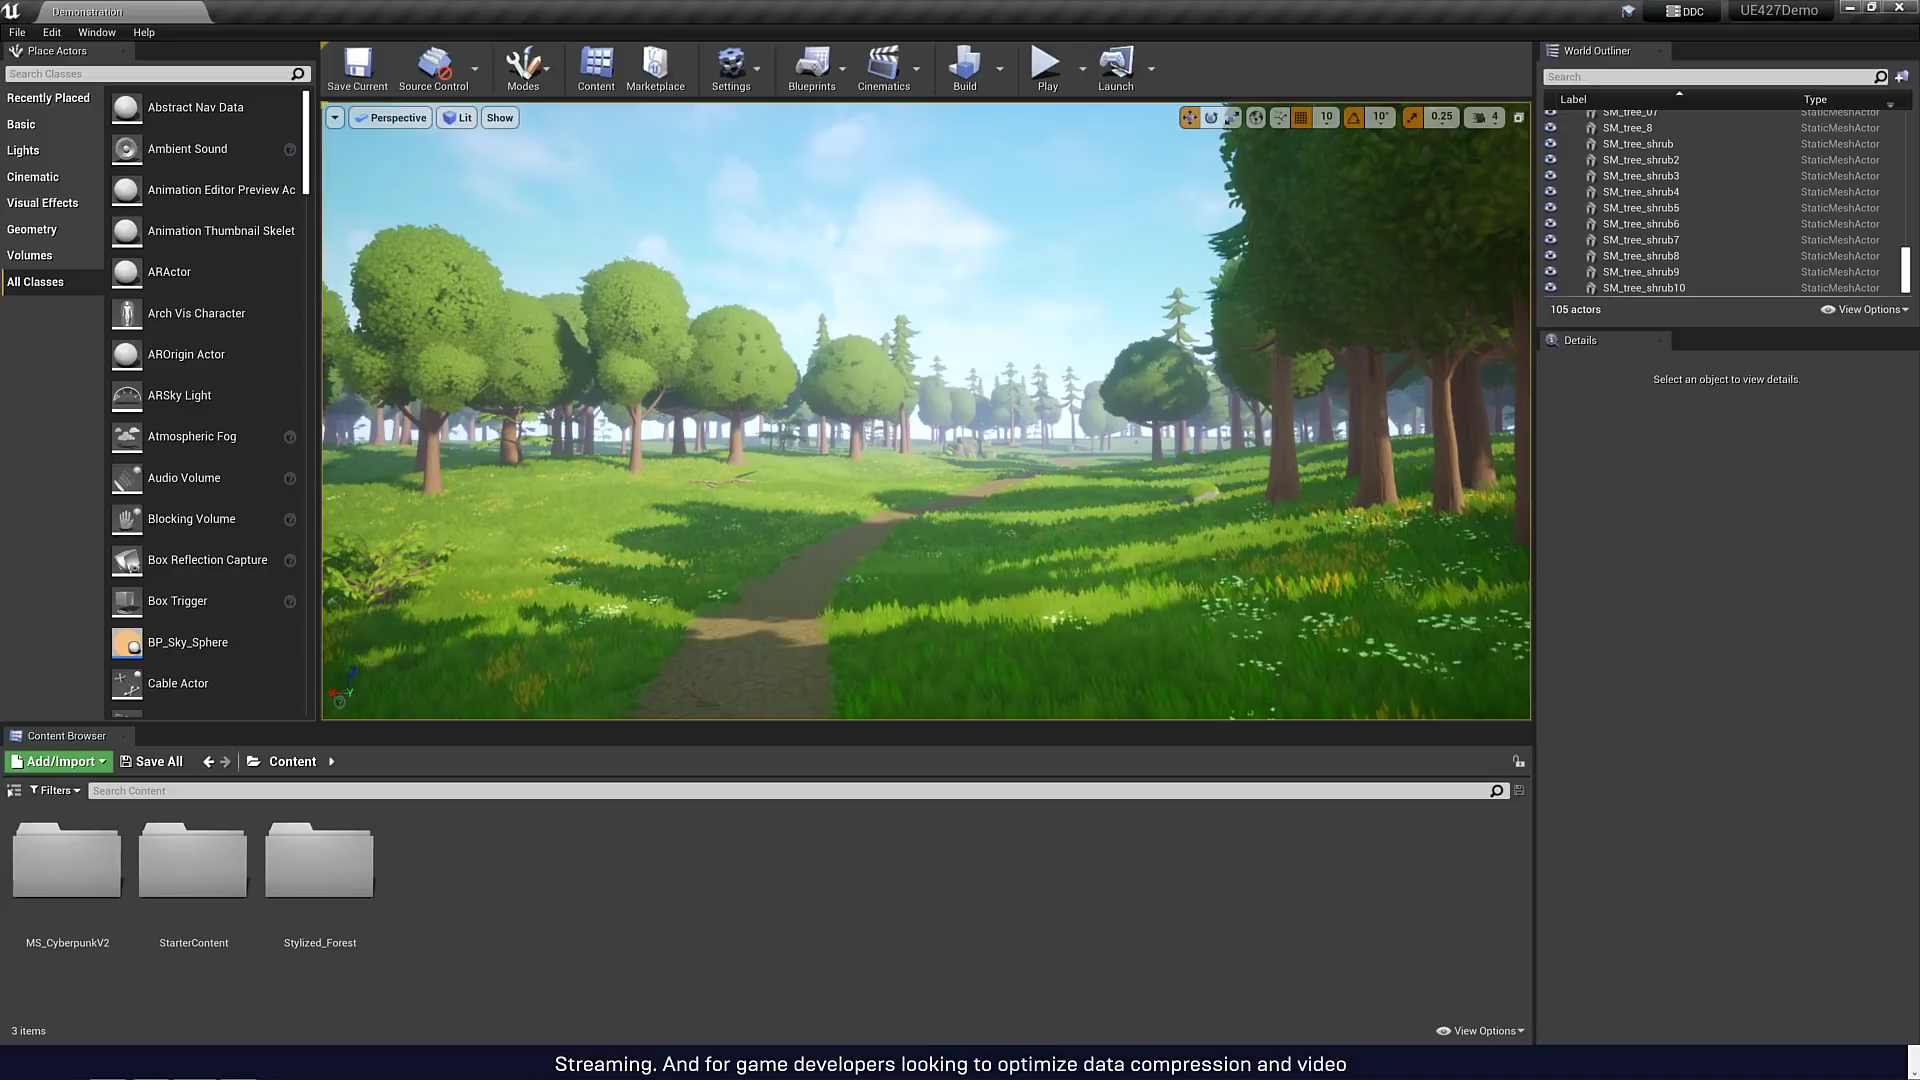 Demonstration
DDC
UE427Demo
File Edit Window Help
Place Actors
Search Classes
Recently Placed
Basic
Lights
Cinematic
Visual Effects
Geometry
Volumes
All Classes
Abstract Nav Data
Ambient Sound
Animation Editor Preview Ac
Animation Thumbnail Skelet
ARActor
Arch Vis Character
AROrigin Actor
ARSky Light
Atmospheric Fog
Audio Volume
Blocking Volume
Box Reflection Capture
Box Trigger
BP_Sky_Sphere
Cable Actor
Save Current Source Control Modes Content Marketplace Settings Blueprints Cinematics Build Play Launch
Perspective Lit Show
10 10° 0.25 4
X Y Z
World Outliner
Search...
Label Type
SM_tree_07 StaticMeshActor
SM_tree_8 StaticMeshActor
SM_tree_shrub StaticMeshActor
SM_tree_shrub2 StaticMeshActor
SM_tree_shrub3 StaticMeshActor
SM_tree_shrub4 StaticMeshActor
SM_tree_shrub5 StaticMeshActor
SM_tree_shrub6 StaticMeshActor
SM_tree_shrub7 StaticMeshActor
SM_tree_shrub8 StaticMeshActor
SM_tree_shrub9 StaticMeshActor
SM_tree_shrub10 StaticMeshActor
105 actors View Options
Details
Select an object to view details.
Content Browser
Add/Import Save All Content
Filters Search Content
MS_CyberpunkV2 StarterContent Stylized_Forest
3 items View Options
Streaming. And for game developers looking to optimize data compression and video